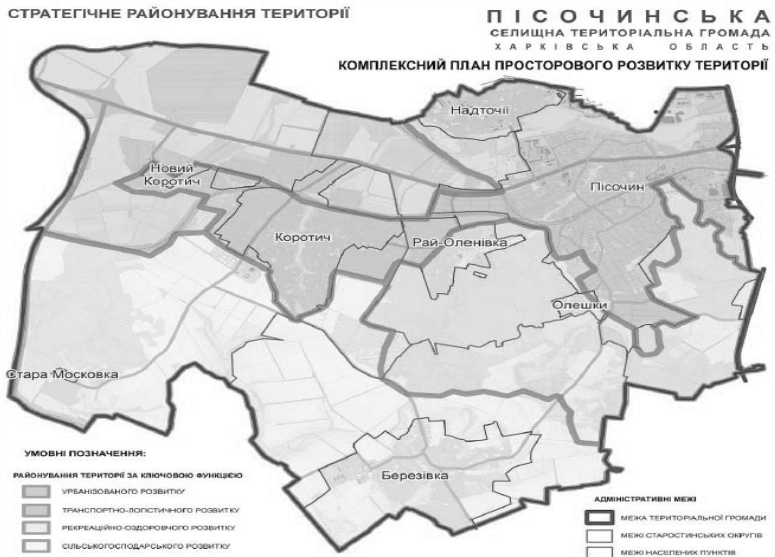 СТРАТЕГІЧНЕ РАЙОНУВАННЯ ТЕРИТОРІЇ
ПІСОЧИНСЬКА
СЕЛИЩНА ТЕРИТОРІАЛЬНА ГРОМАДА
ХАРКІВСЬКА ОБЛАСТЬ
КОМПЛЕКСНИЙ ПЛАН ПРОСТОРОВОГО РОЗВИТКУ ТЕРИТОРІЇ
Надточії
Новий
Коротич
Пісочин
Коротич
Рай-Оленівка
Олешки
Стара Московка
Березівка
УМОВНІ ПОЗНАЧЕННЯ:
РАЙОНУВАННЯ ТЕРИТОРІЇ ЗА КЛЮЧОВОЮ ФУНКЦІЄЮ
УРБАНІЗОВАНОГО РОЗВИТКУ
ТРАНСПОРТНО-ЛОГІСТИЧНОГО РОЗВИТКУ
РЕКРЕАЦІЙНО-ОЗДОРОВЧОГО РОЗВИТКУ
СІЛЬСЬКОГОСПОДАРСЬКОГО РОЗВИТКУ
АДМІНІСТРАТИВНІ МЕЖІ
МЕЖА ТЕРИТОРІАЛЬНОЇ ГРОМАДИ
МЕЖІ СТАРОСТИНСЬКИХ ОКРУГІВ
МЕЖІ НАСЕЛЕНИХ ПУНКТІВ